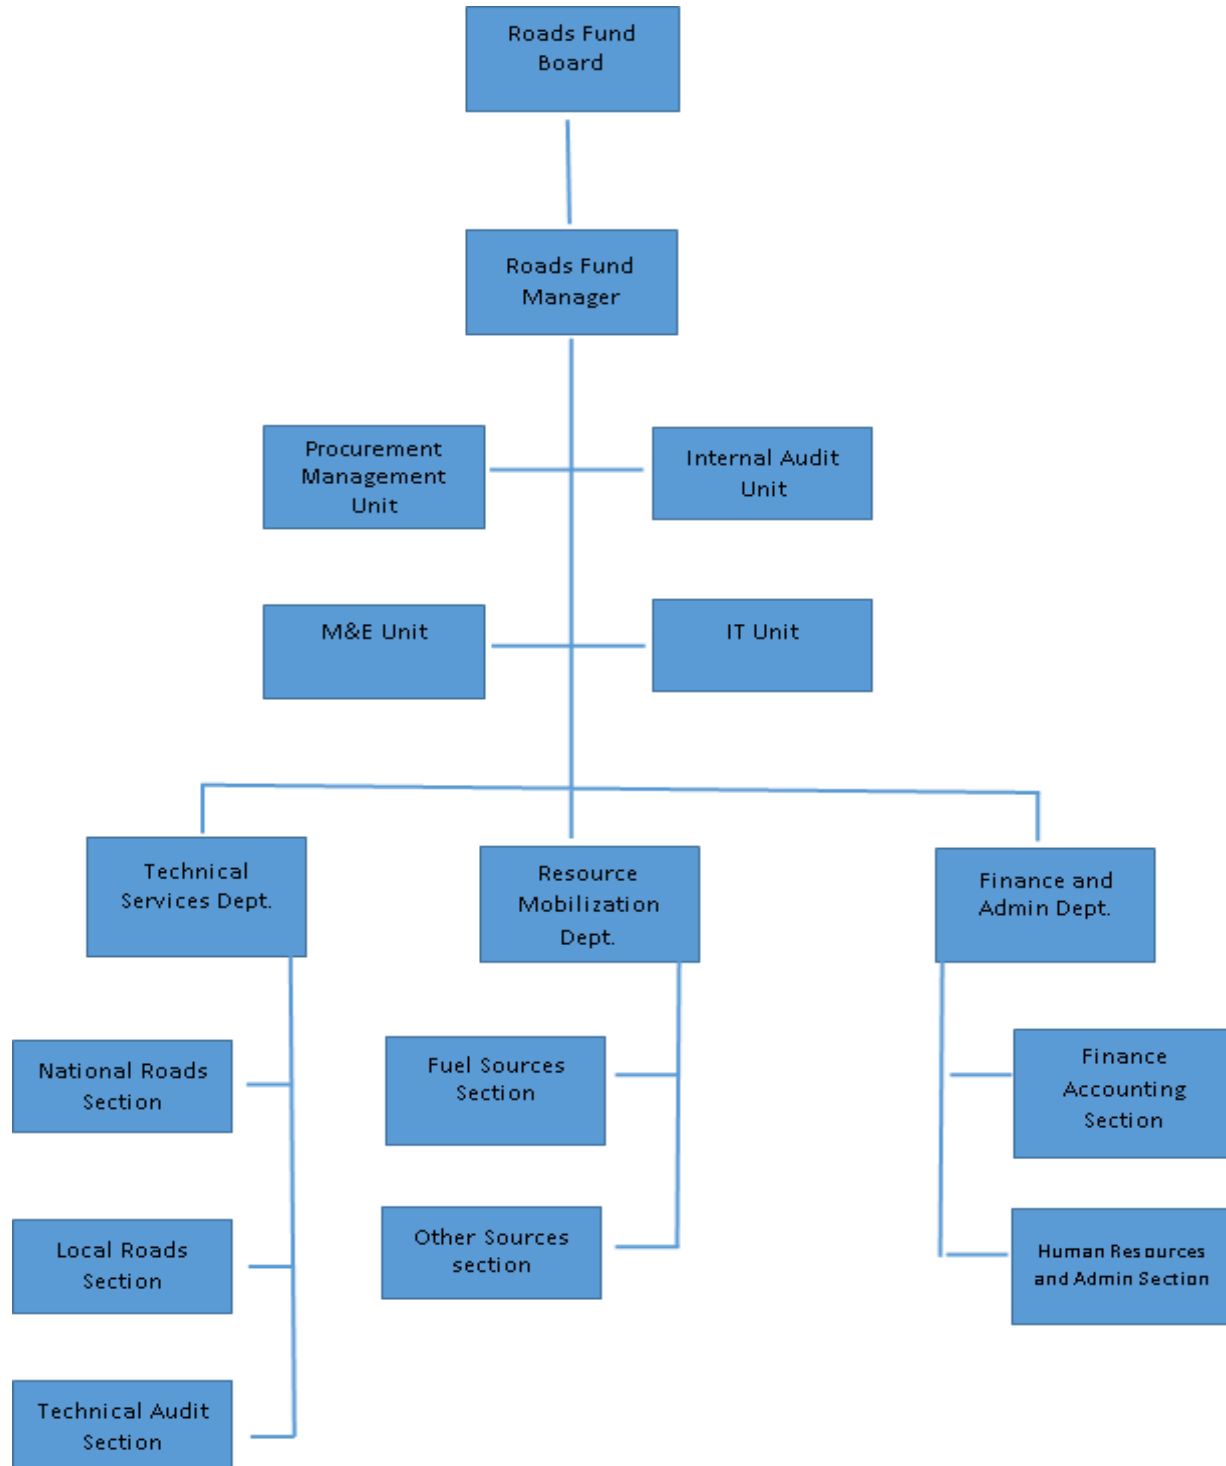 Roads Fund
Board
Roads Fund
Manager
Procurement
Management
Unit
Internal Audit
Unit
M&E Unit
IT Unit
Technical
Services Dept.
Resource
Mobilization
Dept.
Finance and
Admin Dept.
National Roads
Section
Fuel Sources
Section
Finance
Accounting
Section
Local Roads
Section
Other Sources
section
Human Resources
and Admin Section
Technical Audit
Section